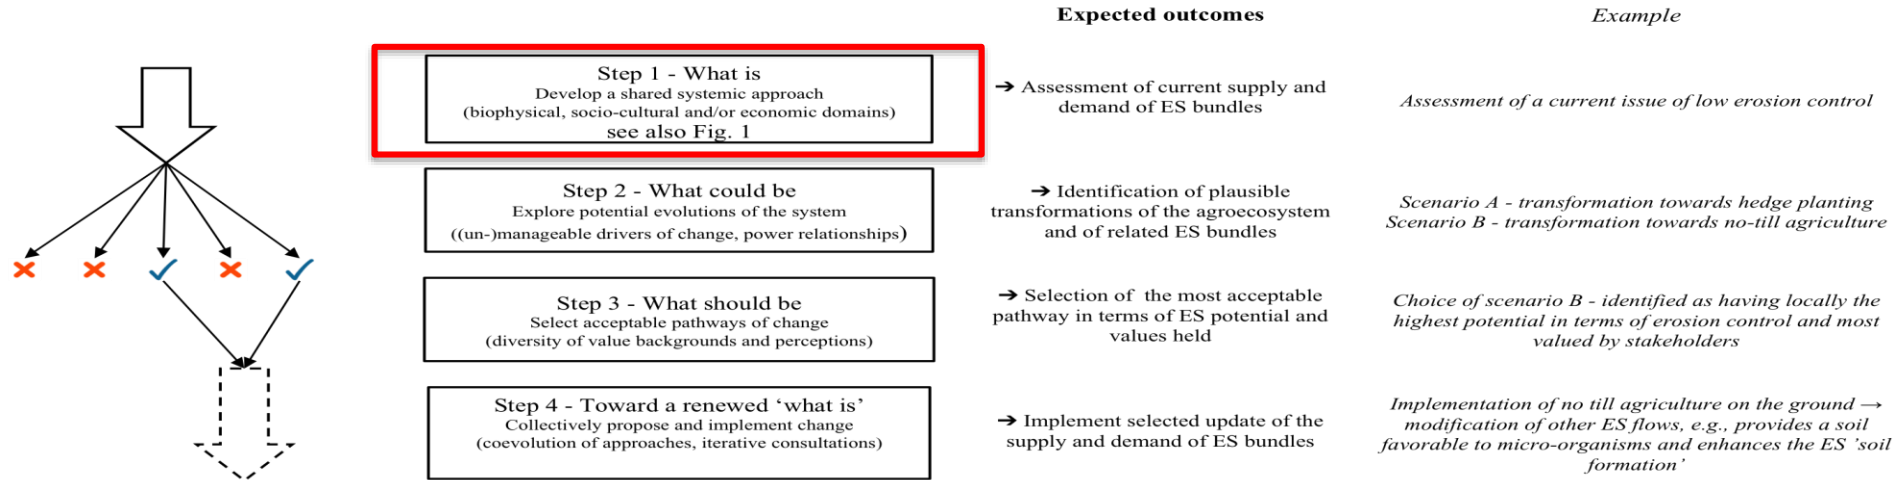 Expected outcomes
Example
Step 1 - What is
Develop a shared systemic approach
(biophysical, socio-cultural and/or economic domains)
see also Fig. 1
➔ Assessment of current supply and
demand of ES bundles
Assessment of a current issue of low erosion control
Step 2 - What could be
Explore potential evolutions of the system
((un-)manageable drivers of change, power relationships)
➔ Identification of plausible
transformations of the agroecosystem
and of related ES bundles
Scenario A - transformation towards hedge planting
Scenario B - transformation towards no-till agriculture
Step 3 - What should be
Select acceptable pathways of change
(diversity of value backgrounds and perceptions)
➔ Selection of the most acceptable
pathway in terms of ES potential and
values held
Choice of scenario B - identified as having locally the
highest potential in terms of erosion control and most
valued by stakeholders
Step 4 - Toward a renewed ‘what is’
Collectively propose and implement change
(coevolution of approaches, iterative consultations)
➔ Implement selected update of the
supply and demand of ES bundles
Implementation of no till agriculture on the ground →
modification of other ES flows, e.g., provides a soil
favorable to micro-organisms and enhances the ES ’soil
formation’